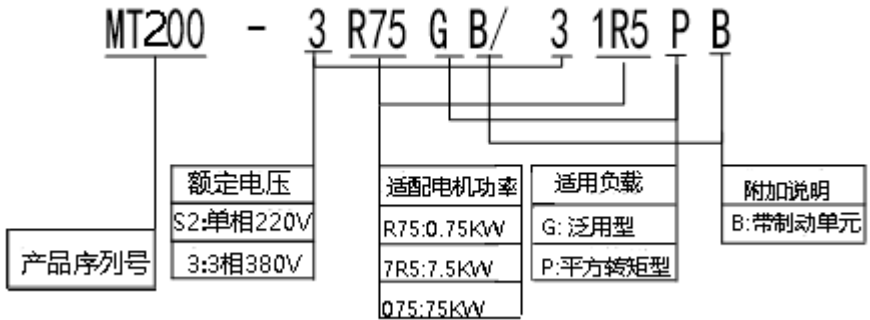 MT200 - 3 R75 G B/ 3 1R5 P B
产品序列号
额定电压
S2:单相220V
3:3相380V
适配电机功率
R75:0.75KW
7R5:7.5KW
075:75KW
适用负载
G: 泛用型
P:平方转矩型
附加说明
B:带制动单元